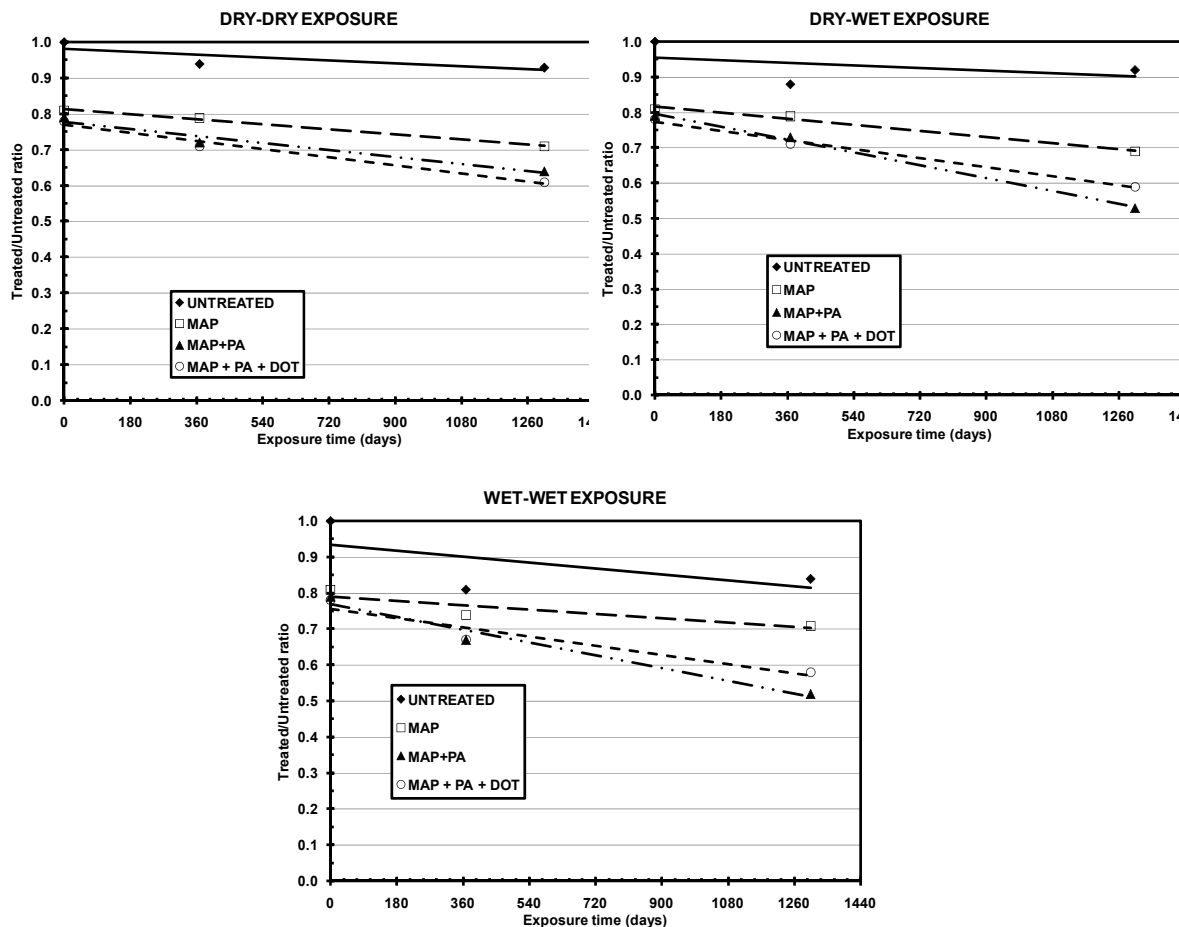 DRY-DRY EXPOSURE
Treated/Untreated ratio
1.0
0.9
0.8
0.7
0.6
0.5
0.4
0.3
0.2
0.1
0.0
UNTREATED
MAP
MAP+PA
MAP + PA + DOT
0 180 360 540 720 900 1080 1260 14
Exposure time (days)
DRY-WET EXPOSURE
Treated/Untreated ratio
1.0
0.9
0.8
0.7
0.6
0.5
0.4
0.3
0.2
0.1
0.0
UNTREATED
MAP
MAP+PA
MAP + PA + DOT
0 180 360 540 720 900 1080 1260 14
Exposure time (days)
WET-WET EXPOSURE
Treated/Untreated ratio
1.0
0.9
0.8
0.7
0.6
0.5
0.4
0.3
0.2
0.1
0.0
UNTREATED
MAP
MAP+PA
MAP + PA + DOT
0 180 360 540 720 900 1080 1260 1440
Exposure time (days)